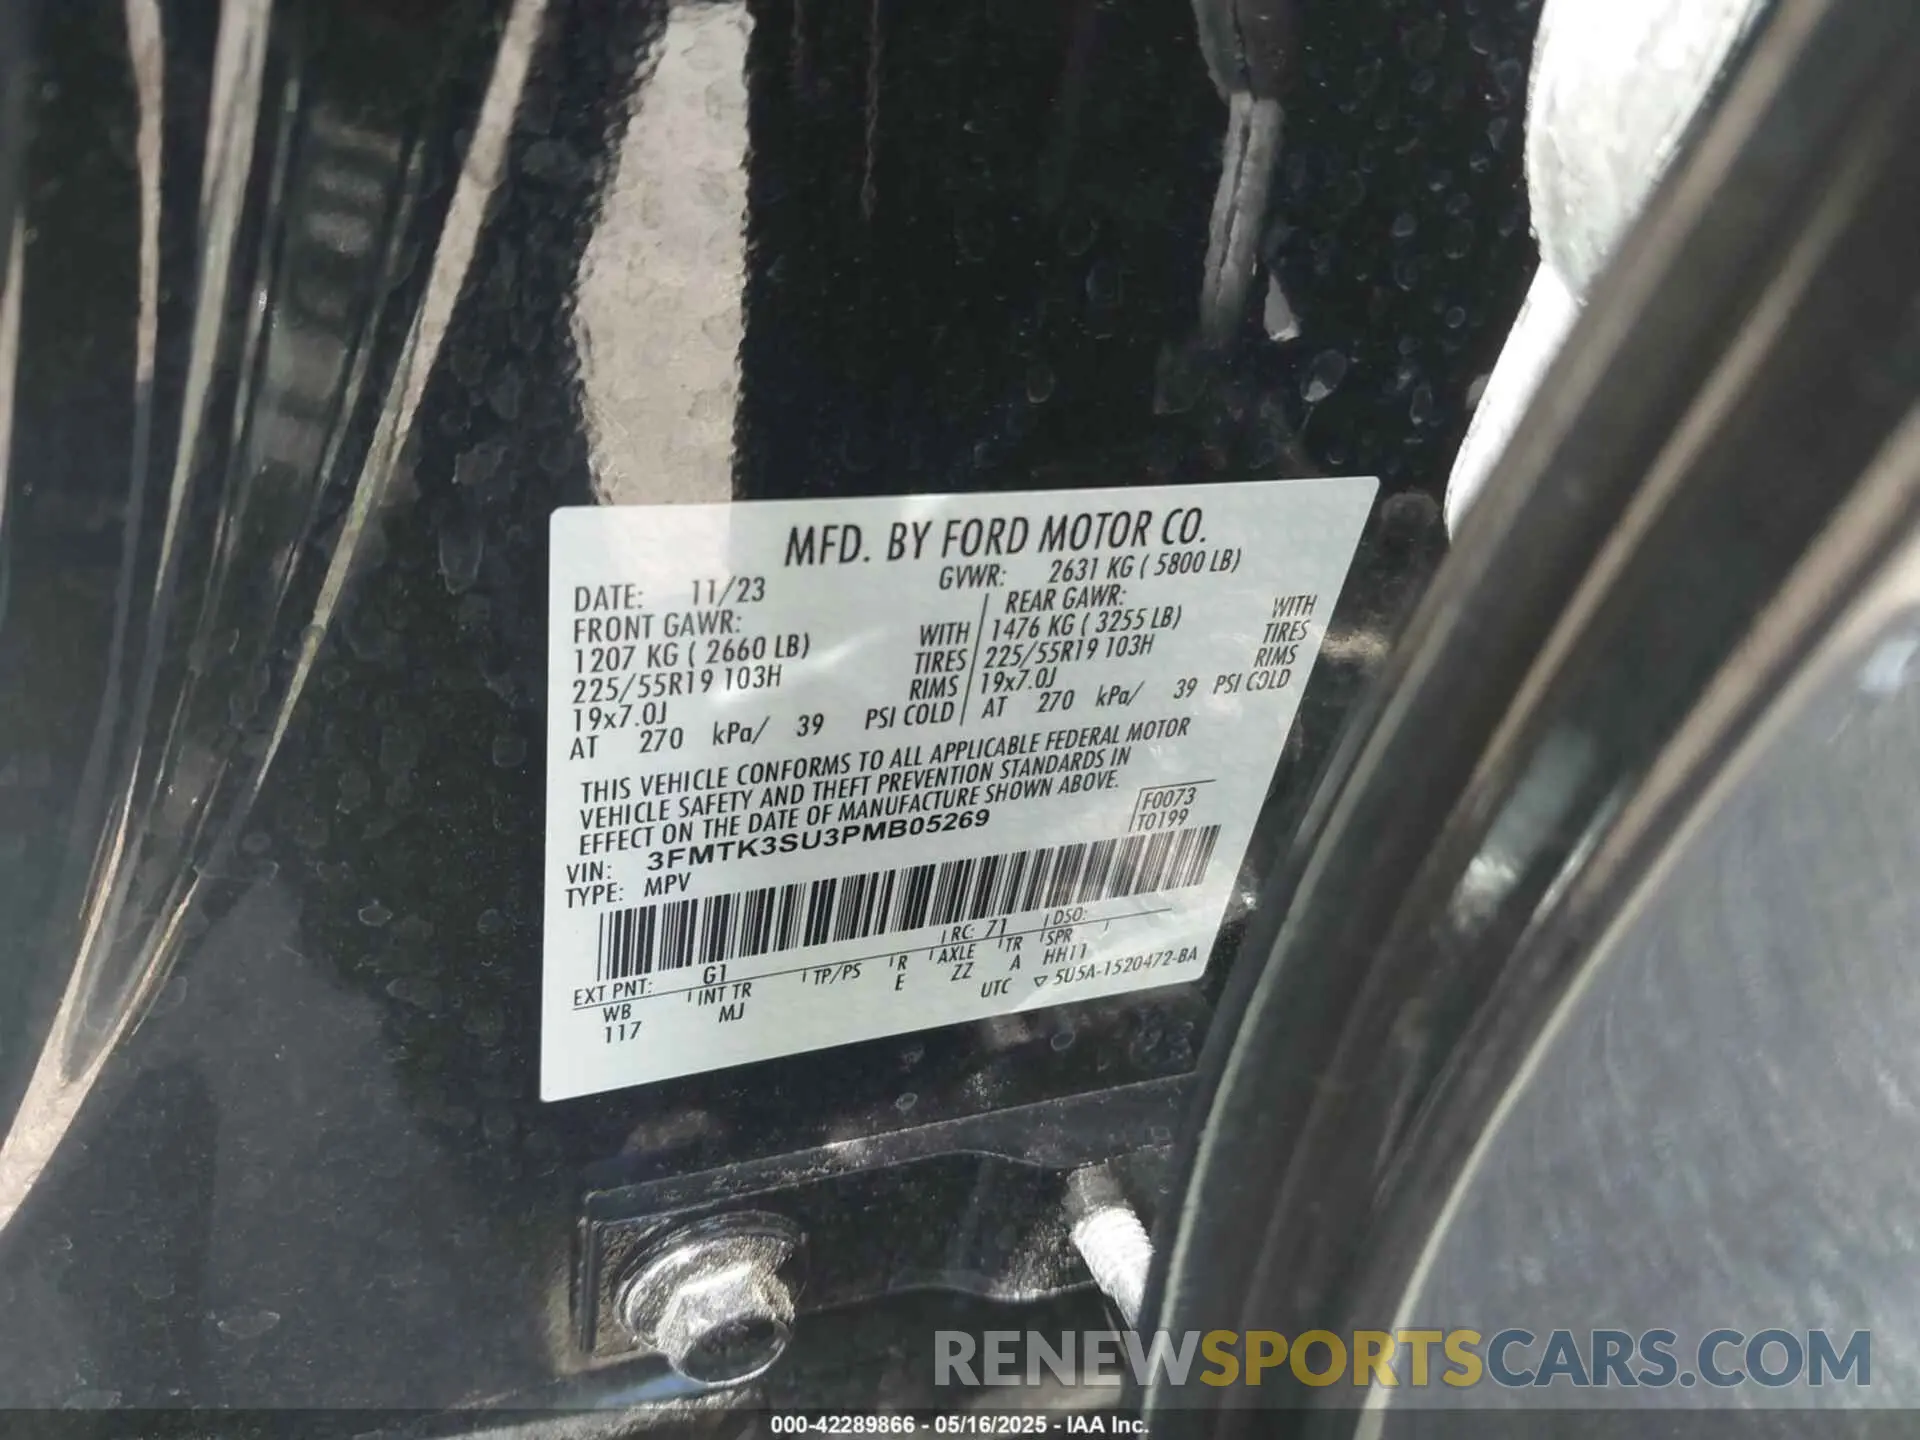 MFD. BY FORD MOTOR CO.
DATE: 11/23 GVWR: 2631 KG ( 5800 LB)
FRONT GAWR: REAR GAWR:
1207 KG ( 2660 LB) WITH 1476 KG ( 3255 LB) WITH
225/55R19 103H TIRES 225/55R19 103H TIRES
19x7.0J RIMS 19x7.0J RIMS
AT 270 kPa/ 39 PSI COLD AT 270 kPa/ 39 PSI COLD
THIS VEHICLE CONFORMS TO ALL APPLICABLE FEDERAL MOTOR
VEHICLE SAFETY AND THEFT PREVENTION STANDARDS IN
EFFECT ON THE DATE OF MANUFACTURE SHOWN ABOVE.
VIN: 3FMTK3SU3PMB05269 F0073
TYPE: MPV T0199
EXT PNT: G1 RC: 71 DSO:
WB INT TR TP/PS R AXLE TR SPR
117 MJ E ZZ A HH11
UTC ▽ 5U5A-1520472-BA
RENEWSPORTSCARS.COM
000-42289866 - 05/16/2025 - IAA Inc.